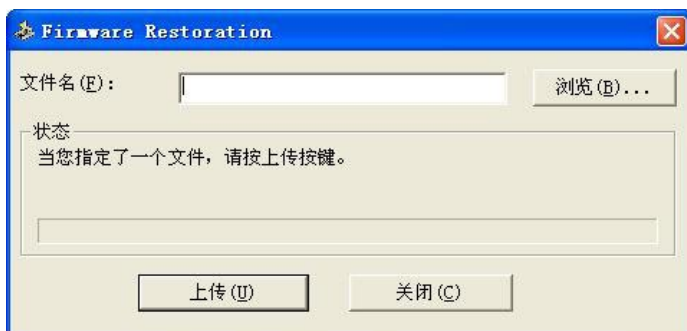 Firmware Restoration
文件名(F)：
浏览(B)...
状态
当您指定了一个文件，请按上传按键。
上传(U)
关闭(C)